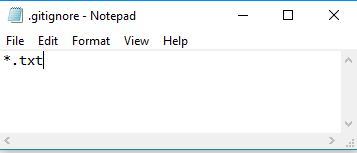 .gitignore - Notepad
File Edit Format View Help
*.txt